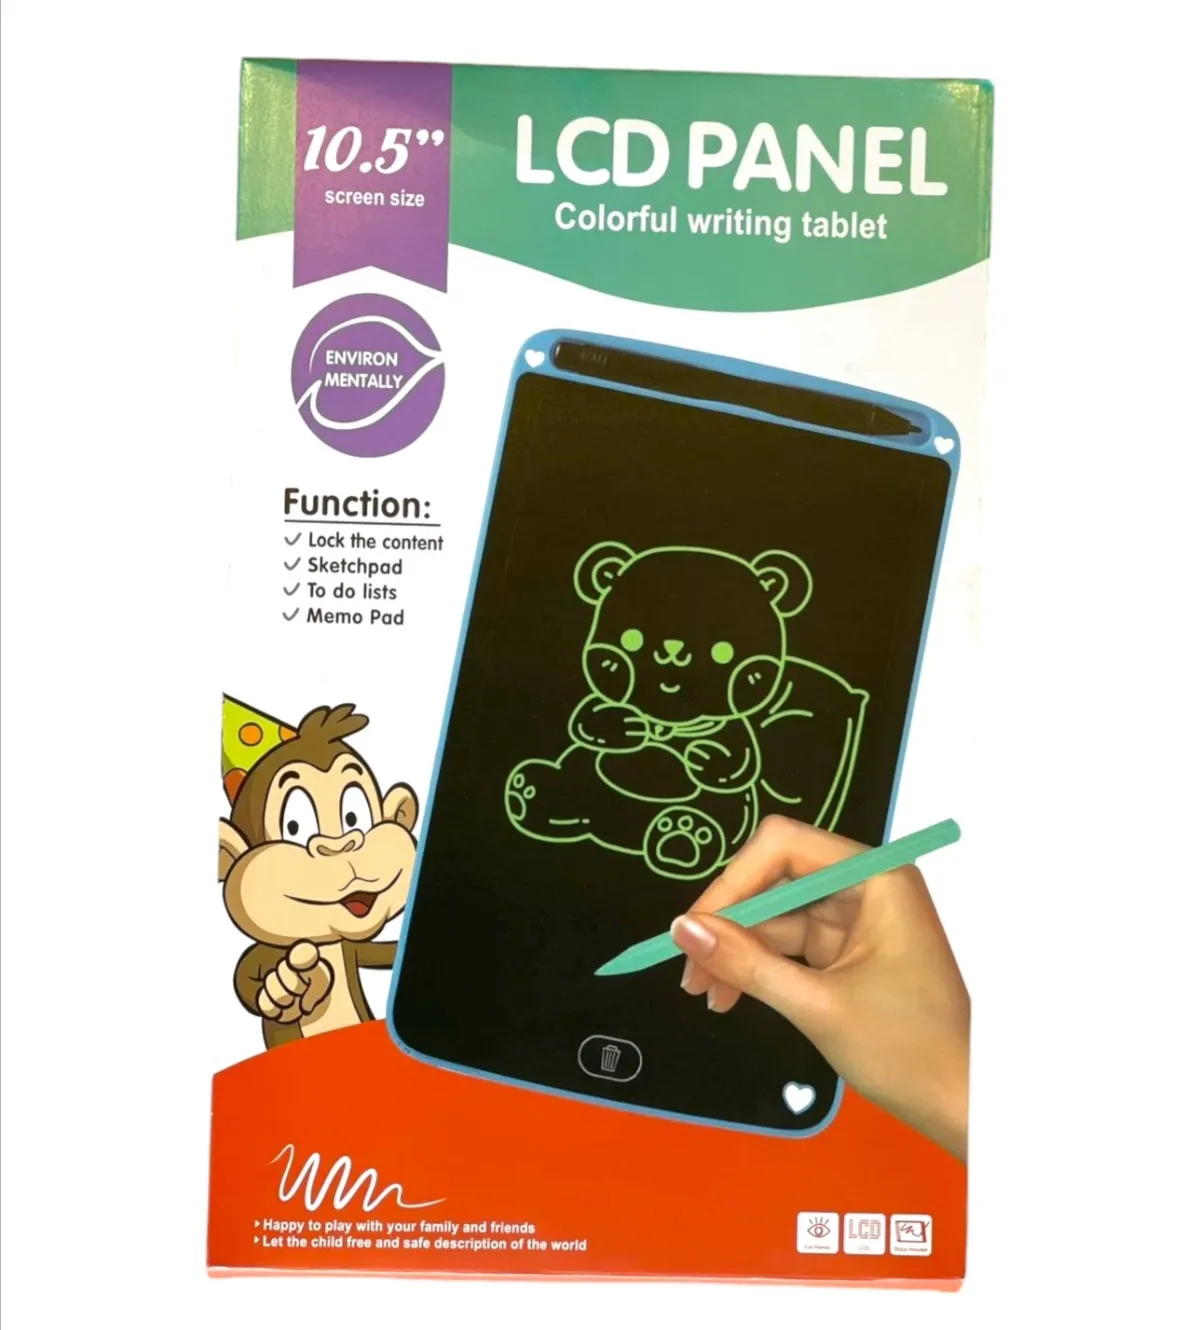 10.5”
screen size
LCD PANEL
Colorful writing tablet
ENVIRON
MENTALLY
Function:
Lock the content
Sketchpad
To do lists
Memo Pad
Happy to play with your family and friends
Let the child free and safe description of the world
LCD